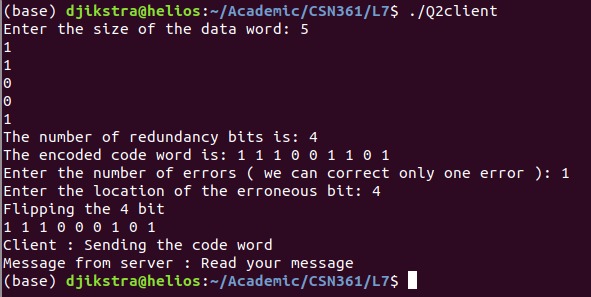 (base) djikstra@helios:~/Academic/CSN361/L7$ ./Q2client
Enter the size of the data word: 5
1
1
0
0
1
The number of redundancy bits is: 4
The encoded code word is: 1 1 1 0 0 1 1 0 1
Enter the number of errors ( we can correct only one error ): 1
Enter the location of the erroneous bit: 4
Flipping the 4 bit
1 1 1 0 0 0 1 0 1
Client : Sending the code word
Message from server : Read your message
(base) djikstra@helios:~/Academic/CSN361/L7$